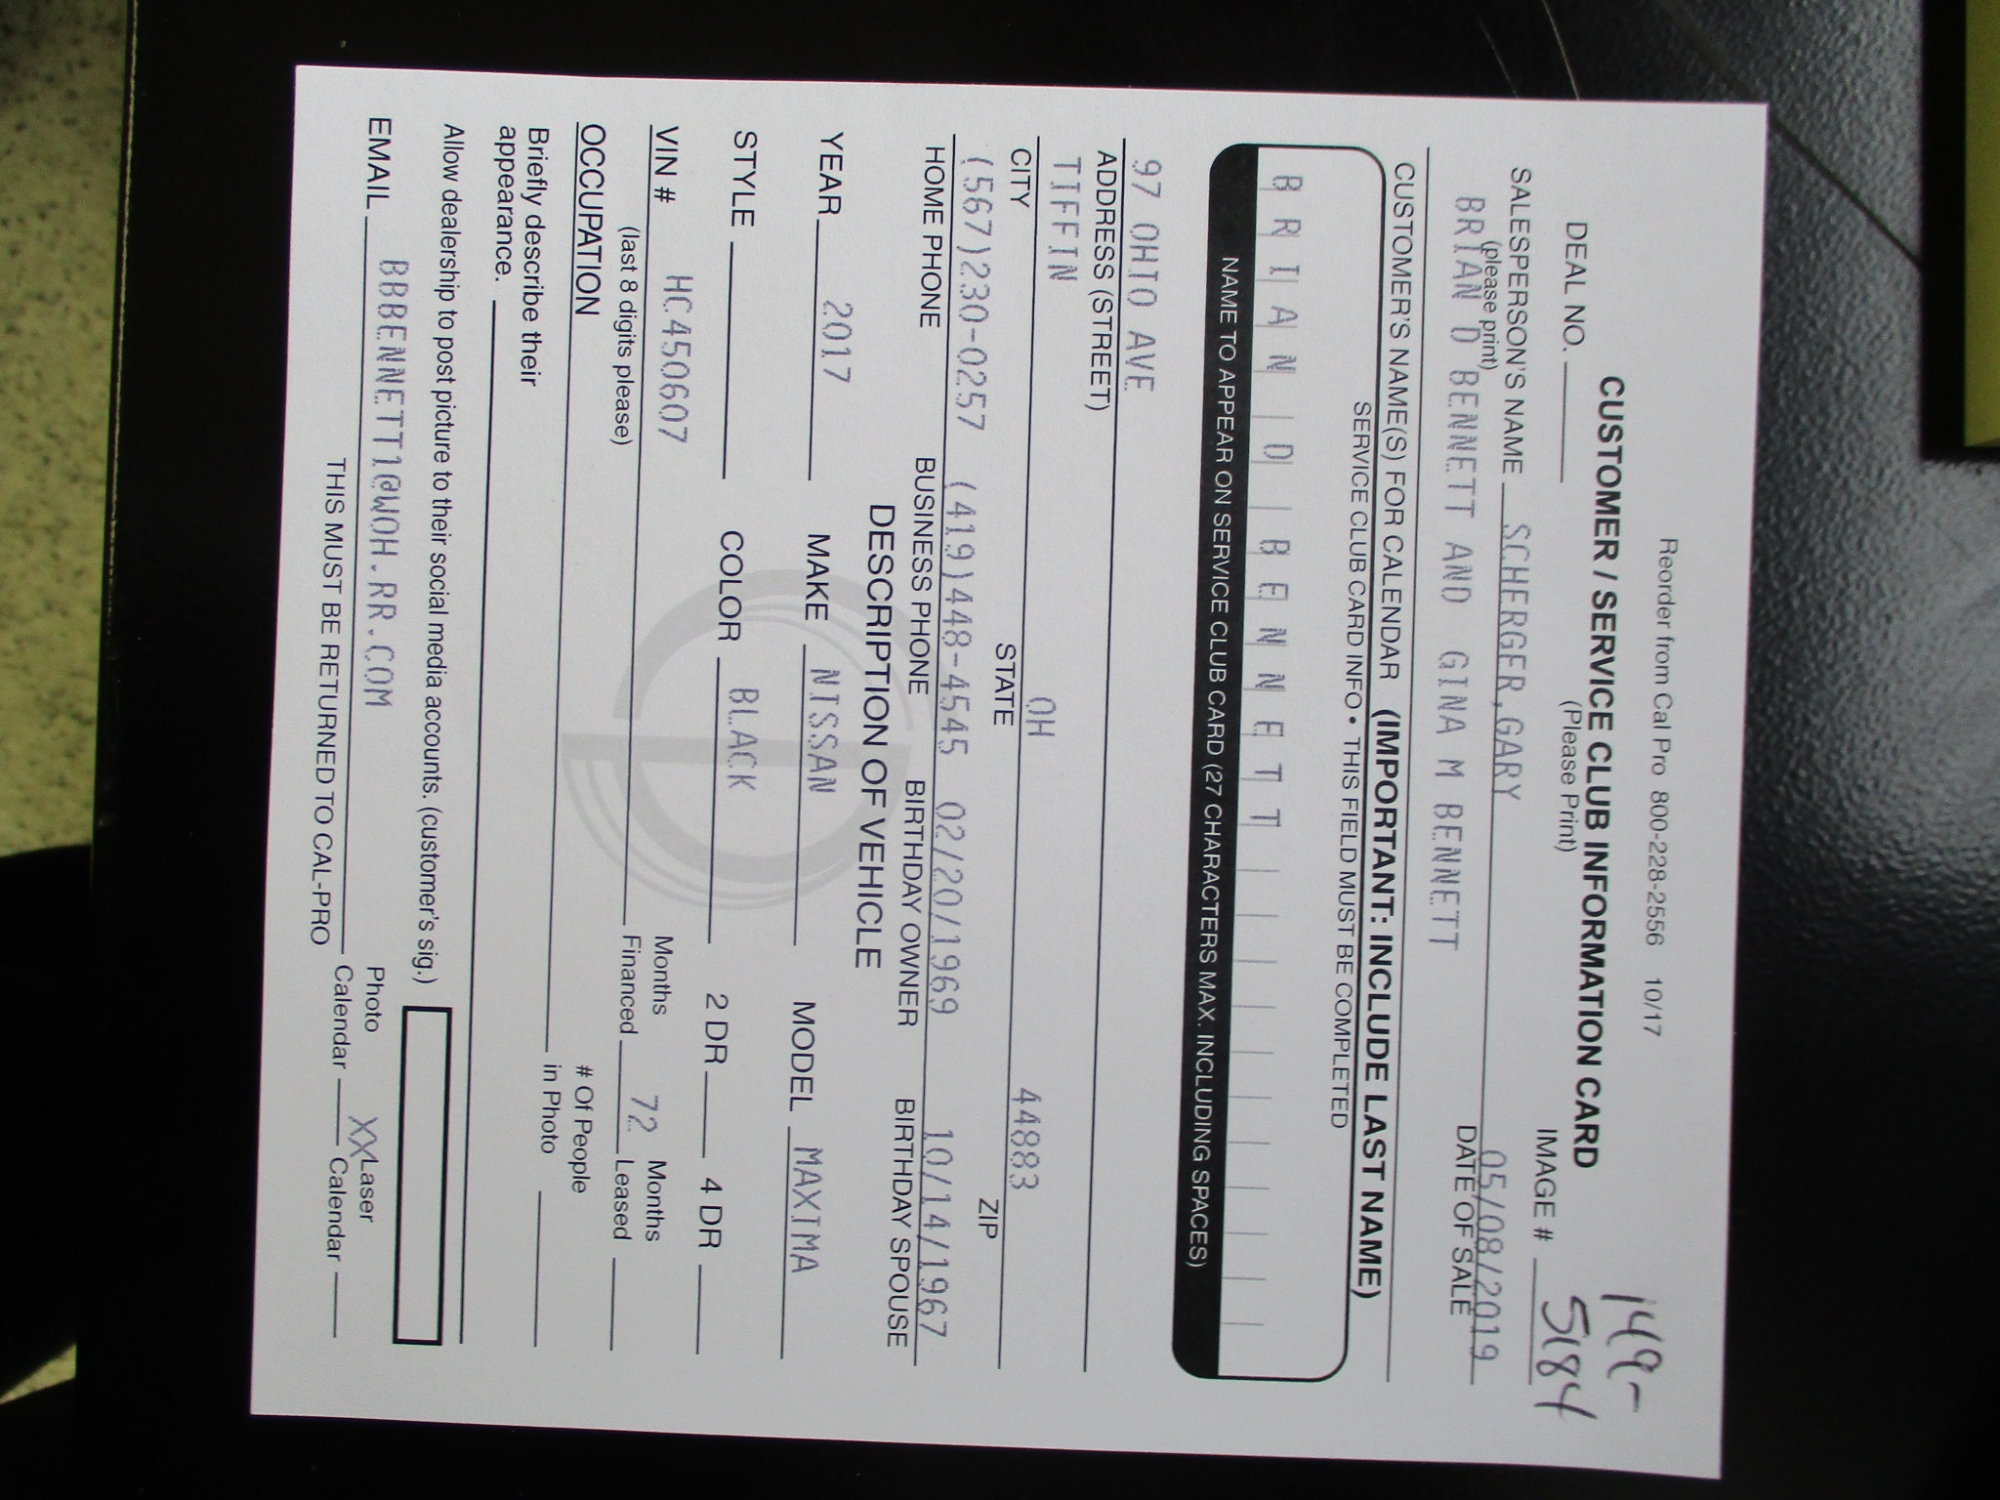 Reorder from Cal Pro 800-228-2556 10/17
149-
CUSTOMER / SERVICE CLUB INFORMATION CARD
(Please Print)
DEAL NO.
IMAGE # 5184
SALESPERSON'S NAME SCHERGER,GARY 05/08/2019
(please print) DATE OF SALE
BRIAN D BENNETT AND GINA M BENNETT
CUSTOMER'S NAME(S) FOR CALENDAR (IMPORTANT: INCLUDE LAST NAME)
SERVICE CLUB CARD INFO • THIS FIELD MUST BE COMPLETED
BRIAN D BENNETT
NAME TO APPEAR ON SERVICE CLUB CARD (27 CHARACTERS MAX. INCLUDING SPACES)
97 OHIO AVE
ADDRESS (STREET)
TIFFIN OH 44883
CITY STATE ZIP
(567)230-0257 (419)448-4545 02/20/1969 10/14/1967
HOME PHONE BUSINESS PHONE BIRTHDAY OWNER BIRTHDAY SPOUSE
DESCRIPTION OF VEHICLE
YEAR 2017 MAKE NISSAN MODEL MAXIMA
STYLE COLOR BLACK 2 DR 4 DR
VIN # HC450607 Months Financed 72 Months Leased
(last 8 digits please)
OCCUPATION # Of People in Photo
Briefly describe their
appearance.
Allow dealership to post picture to their social media accounts. (customer's sig.)
EMAIL BBBENNETT1@WOH.RR.COM Photo Calendar XX Laser Calendar
THIS MUST BE RETURNED TO CAL-PRO